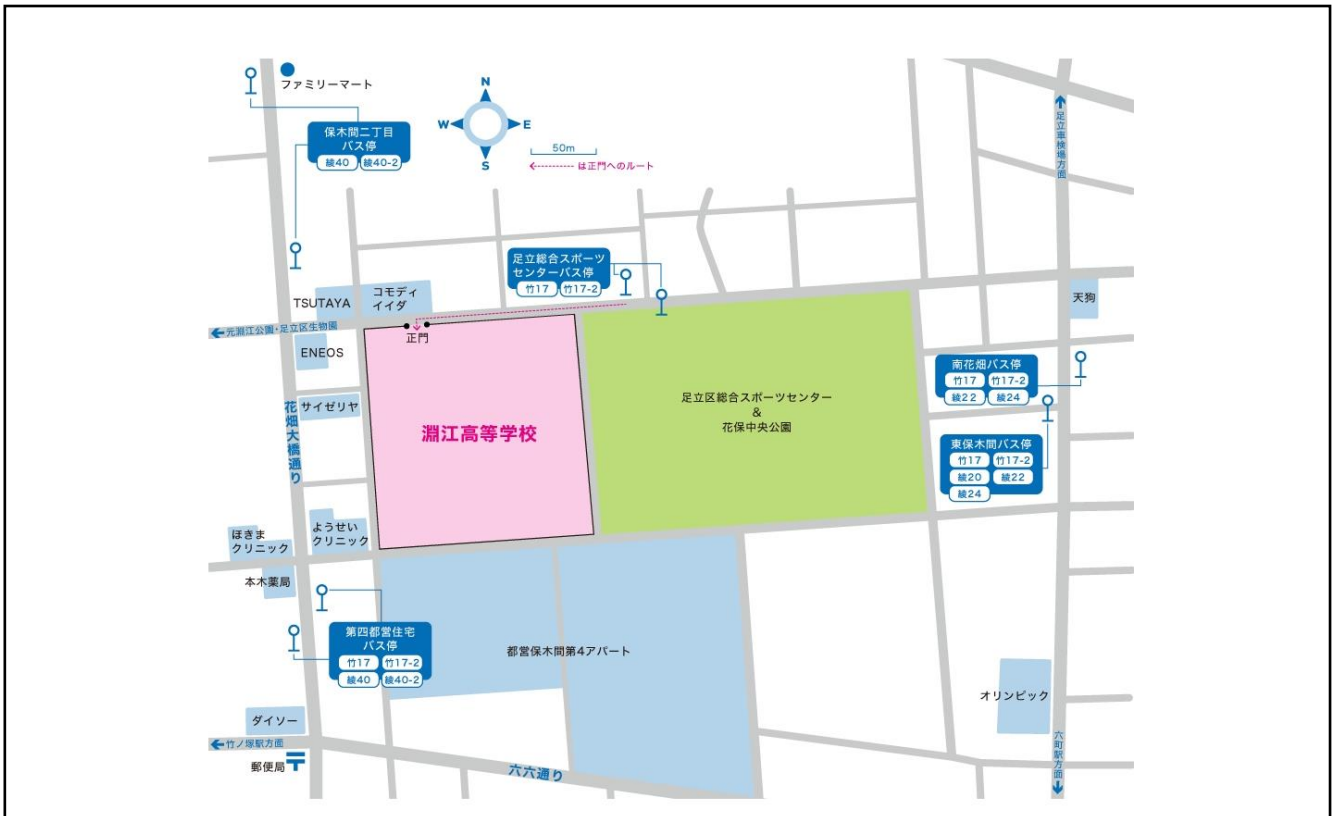 ファミリーマート
保木間二丁目
バス停
綾40 綾40-2
N
W
E
S
50m
は正門へのルート
足立車検場方面
足立総合スポーツ
センターバス停
竹17 竹17-2
TSUTAYA
コモディ
イイダ
天狗
元淵江公園・足立区生物園
正門
ENEOS
花畑大橋通り
サイゼリヤ
淵江高等学校
足立区総合スポーツセンター
&
花保中央公園
南花畑バス停
竹17 竹17-2
綾22 綾24
東保木間バス停
竹17 竹17-2
綾20 綾22
綾24
ほきま
クリニック
ようせい
クリニック
本木薬局
第四都営住宅
バス停
竹17 竹17-2
綾40 綾40-2
都営保木間第4アパート
オリンピック
ダイソー
竹ノ塚駅方面
郵便局
六六通り
六町駅方面